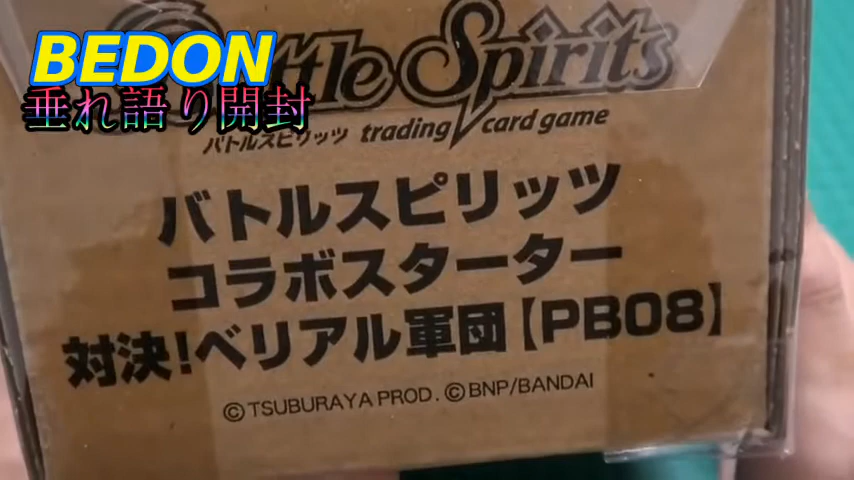 BEDON
垂れ語り開封
ttle Spirits
バトルスピリッツ trading card game
バトルスピリッツ
コラボスターター
対決!ベリアル軍団【PB08】
©TSUBURAYA PROD. ©BNP/BANDAI